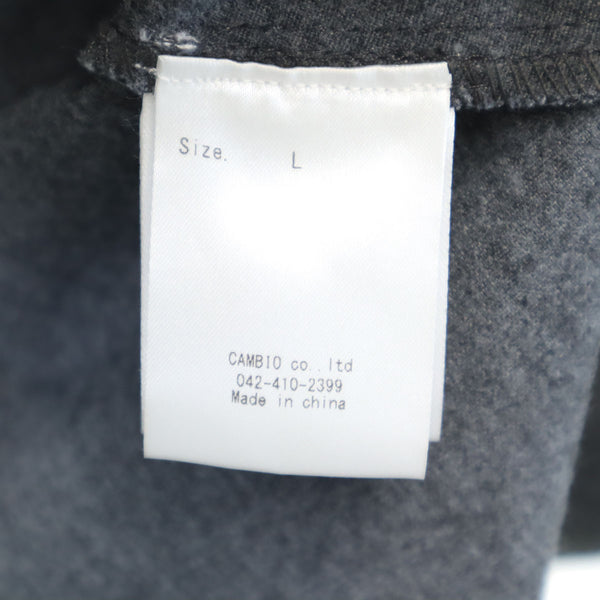 Size. L
CAMBIO co.,ltd
042-410-2399
Made in china